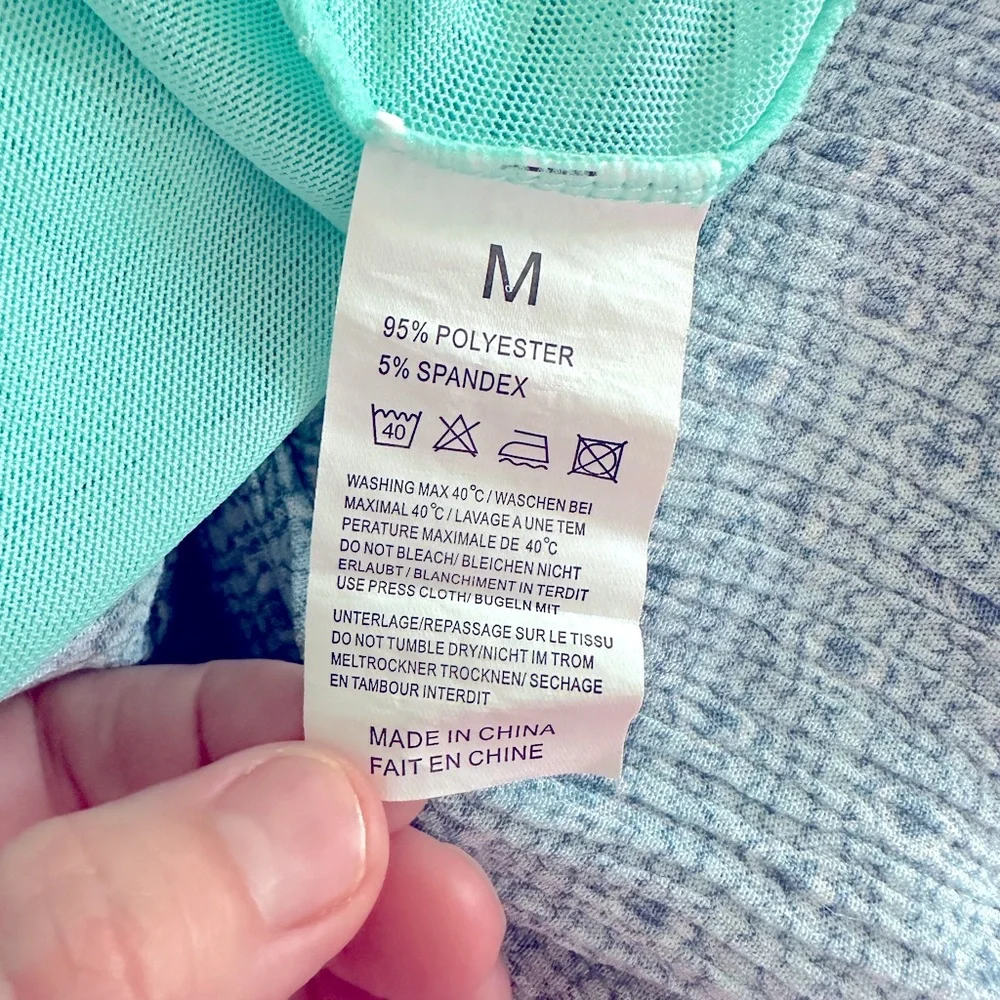 M
95% POLYESTER
5% SPANDEX
40
WASHING MAX 40°C / WASCHEN BEI
MAXIMAL 40°C / LAVAGE A UNE TEM
PERATURE MAXIMALE DE 40°C
DO NOT BLEACH/ BLEICHEN NICHT
ERLAUBT / BLANCHIMENT IN TERDIT
USE PRESS CLOTH/ BUGELN MIT
UNTERLAGE/REPASSAGE SUR LE TISSU
DO NOT TUMBLE DRY/NICHT IM TROM
MELTROCKNER TROCKNEN/ SECHAGE
EN TAMBOUR INTERDIT
MADE IN CHINA
FAIT EN CHINE